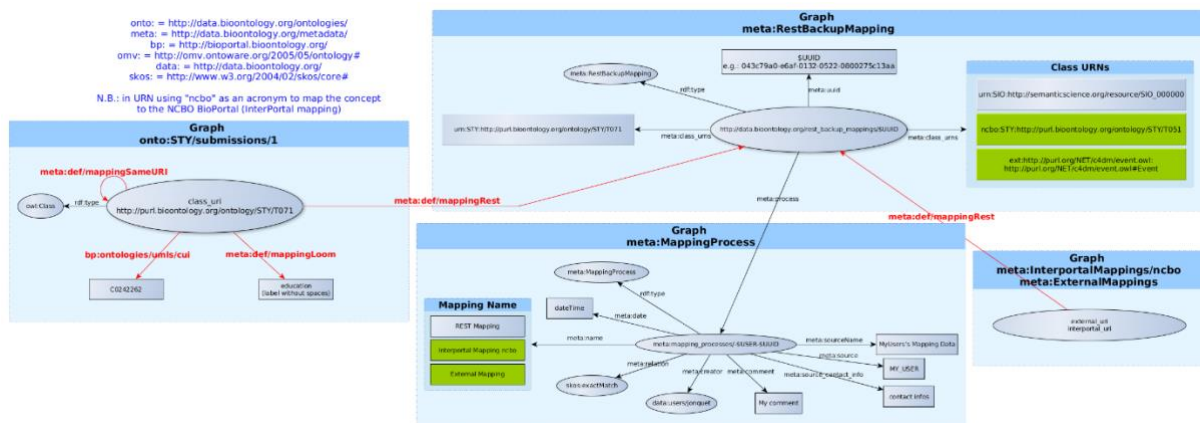 onto: = http://data.bioontology.org/ontologies/
meta: = http://data.bioontology.org/metadata/
bp: = http://bioportal.bioontology.org/
omv: = http://omv.ontoware.org/2005/05/ontology#
data: = http://data.bioontology.org/
skos: = http://www.w3.org/2004/02/skos/core#
N.B.: in URN using "ncbo" as an acronym to map the concept
to the NCBO BioPortal (InterPortal mapping)
Graph
onto:STY/submissions/1
meta:def/mappingSameURI
owl:Class
rdf:type
class_uri
http://purl.bioontology.org/ontology/STY/T071
bp:ontologies/umls/cui
meta:def/mappingLoom
C0242262
education
(label without spaces)
meta:def/mappingRest
Graph
meta:RestBackupMapping
$UUID
e.g.: 043c79a0-e6af-0132-0522-0800275c13aa
meta:RestBackupMapping
rdf:type
meta:uuid
urn:STY:http://purl.bioontology.org/ontology/STY/T071
meta:class_urns
http://data.bioontology.org/rest_backup_mappings/$UUID
meta:class_urns
Class URNs
urn:SIO:http://semanticscience.org/resource/SIO_000000
ncbo:STY:http://purl.bioontology.org/ontology/STY/T051
ext:http://purl.org/NET/c4dm/event.owl:
http://purl.org/NET/c4dm/event.owl#Event
meta:process
meta:def/mappingRest
Graph
meta:MappingProcess
meta:MappingProcess
rdf:type
dateTime
meta:date
Mapping Name
REST Mapping
Interportal Mapping ncbo
External Mapping
meta:name
meta:mapping_processes/-$USER-$UUID
meta:sourceName
MyUsers's Mapping Data
meta:source
MY_USER
meta:source_contact_info
contact infos
meta:relation
skos:exactMatch
meta:creator
data:users/jonquet
meta:comment
My comment
Graph
meta:InterportalMappings/ncbo
meta:ExternalMappings
external_uri
interportal_uri